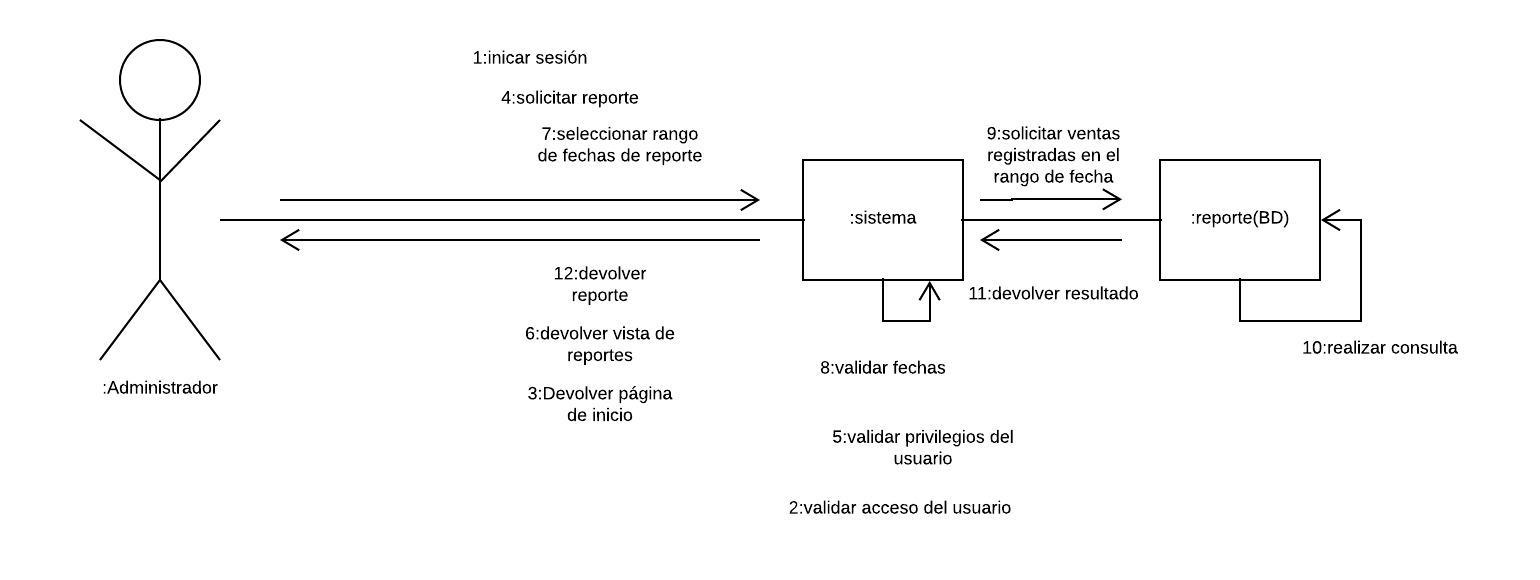 1:inicar sesión
4:solicitar reporte
7:seleccionar rango
de fechas de reporte
9:solicitar ventas
registradas en el
rango de fecha
:sistema
:reporte(BD)
12:devolver
reporte
11:devolver resultado
6:devolver vista de
reportes
10:realizar consulta
8:validar fechas
:Administrador
3:Devolver página
de inicio
5:validar privilegios del
usuario
2:validar acceso del usuario